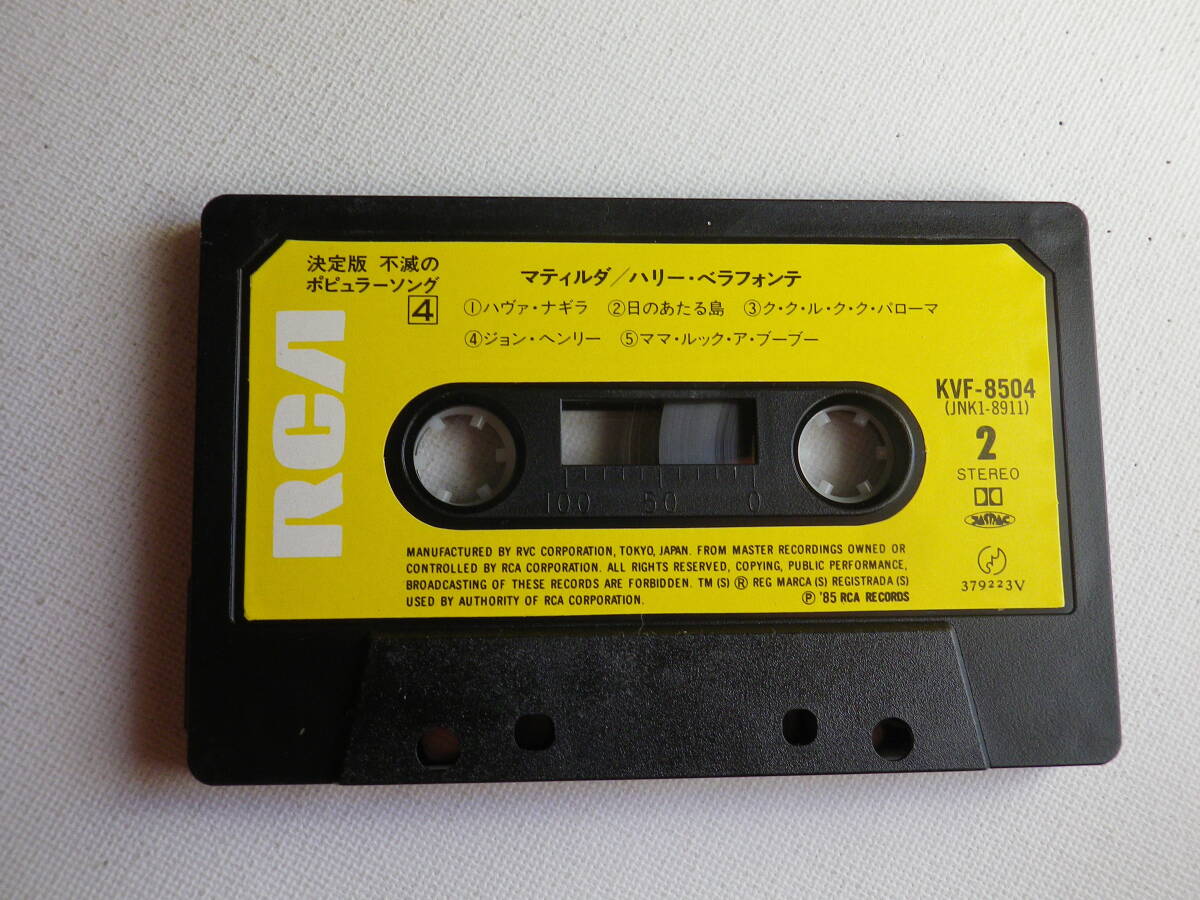 決定版 不滅の
ポピュラーソング
4
マティルダ/ハリー・ベラフォンテ
①ハヴァ・ナギラ ②日のあたる島 ③ク・ク・ル・ク・ク・パローマ
④ジョン・ヘンリー ⑤ママ・ルック・ア・ブーブー
RCA
KVF-8504
(JNK1-8911)
2
STEREO
100 50 0
MANUFACTURED BY RVC CORPORATION, TOKYO, JAPAN. FROM MASTER RECORDINGS OWNED OR
CONTROLLED BY RCA CORPORATION. ALL RIGHTS RESERVED, COPYING, PUBLIC PERFORMANCE,
BROADCASTING OF THESE RECORDS ARE FORBIDDEN. TM(S) ® REG MARCA(S) REGISTRADA(S)
USED BY AUTHORITY OF RCA CORPORATION. ℗ '85 RCA RECORDS
379223V